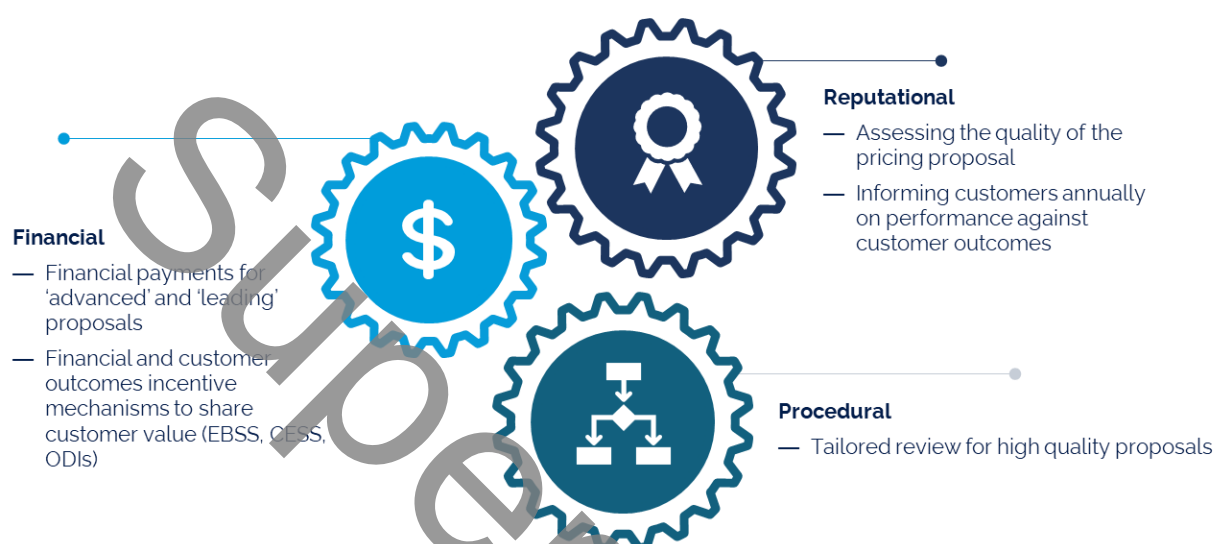 Financial
— Financial payments for
‘advanced’ and ‘leading’
proposals
— Financial and customer
outcomes incentive
mechanisms to share
customer value (EBSS, CESS,
ODIs)
$
Reputational
— Assessing the quality of the
pricing proposal
— Informing customers annually
on performance against
customer outcomes
Procedural
— Tailored review for high quality proposals
Super